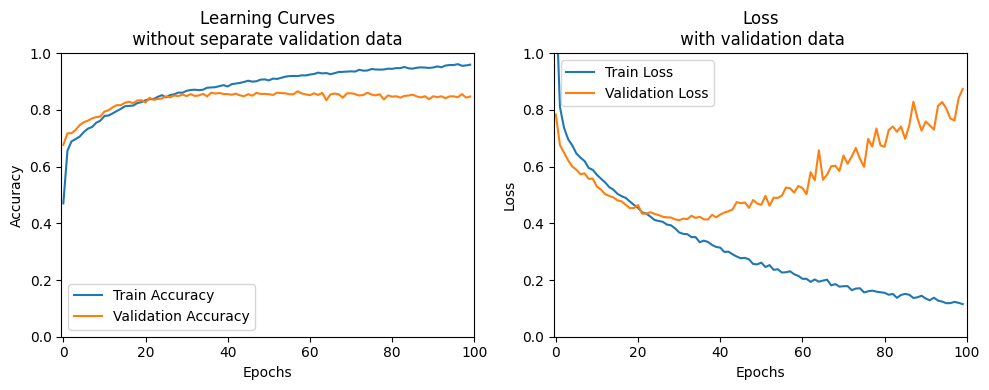 Learning Curves
without separate validation data
1.0
0.8
0.6
0.4
0.2
0.0
Accuracy
Train Accuracy
Validation Accuracy
0 20 40 60 80 100
Epochs
Loss
with validation data
1.0
0.8
0.6
0.4
0.2
0.0
Loss
Train Loss
Validation Loss
0 20 40 60 80 100
Epochs